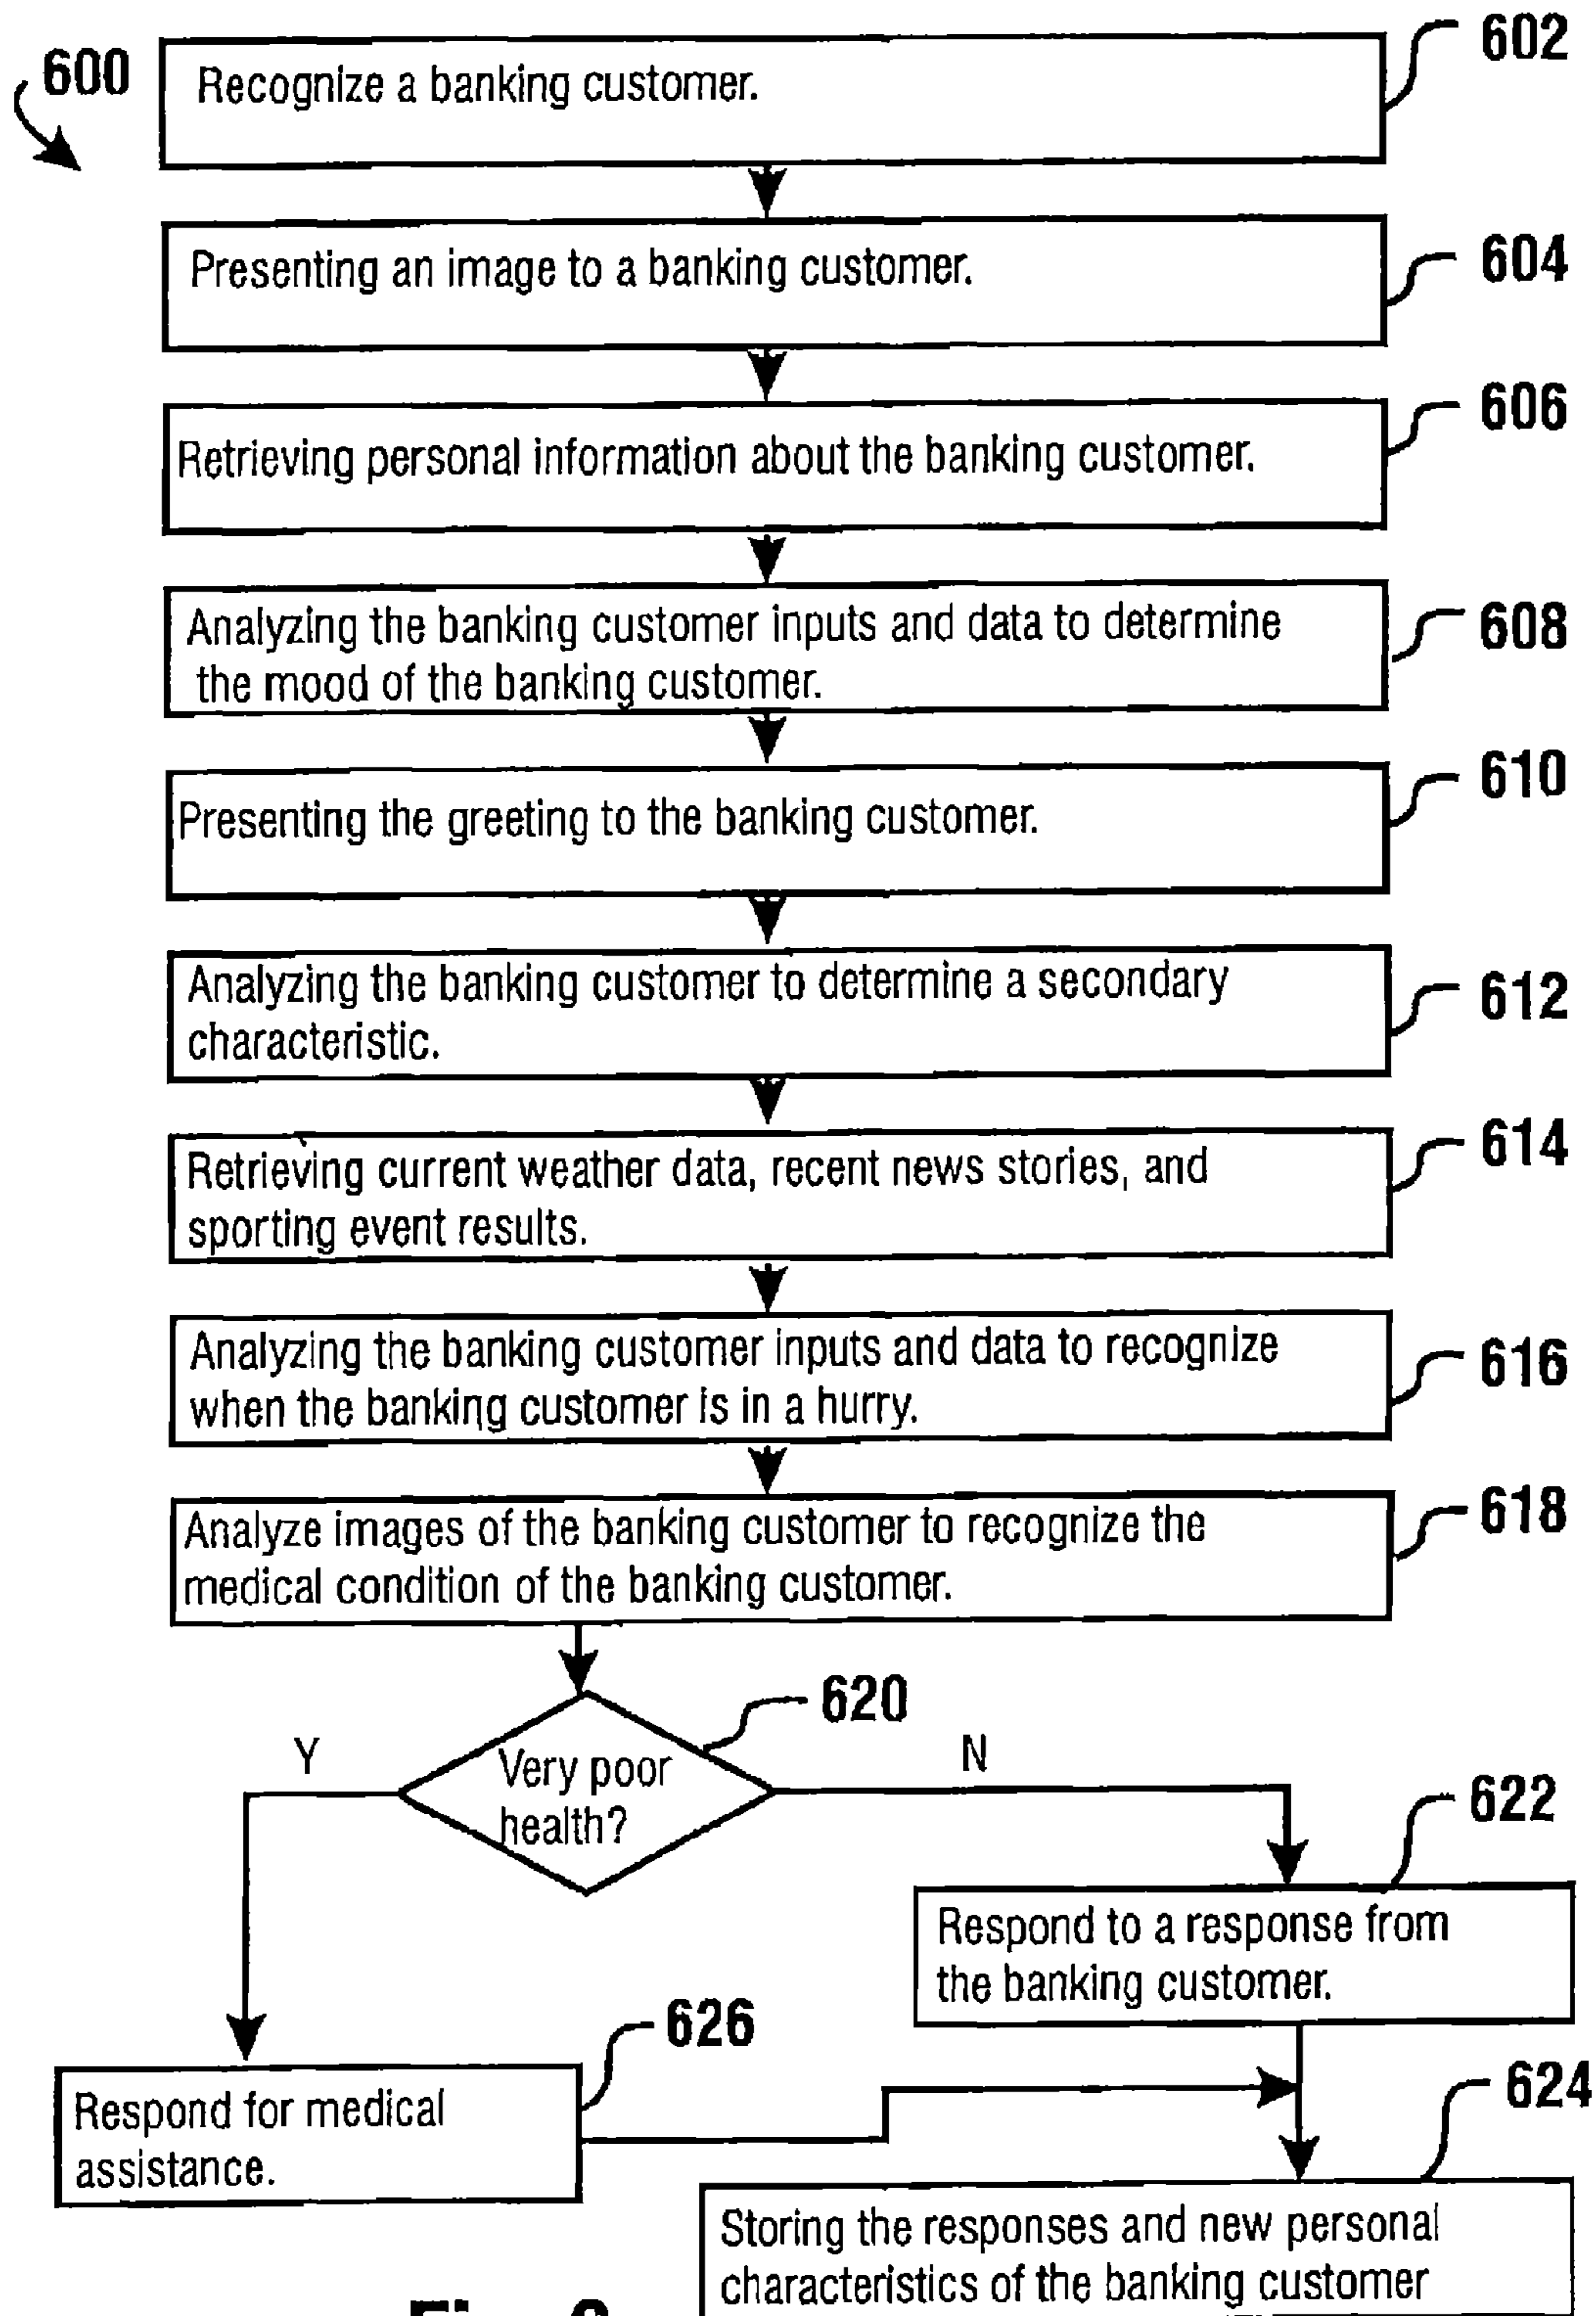 600
602
Recognize a banking customer.
604
Presenting an image to a banking customer.
606
Retrieving personal information about the banking customer.
608
Analyzing the banking customer inputs and data to determine
the mood of the banking customer.
610
Presenting the greeting to the banking customer.
612
Analyzing the banking customer to determine a secondary
characteristic.
614
Retrieving current weather data, recent news stories, and
sporting event results.
616
Analyzing the banking customer inputs and data to recognize
when the banking customer is in a hurry.
618
Analyze images of the banking customer to recognize the
medical condition of the banking customer.
620
Y
Very poor
health?
N
622
Respond to a response from
the banking customer.
626
Respond for medical
assistance.
624
Storing the responses and new personal
characteristics of the banking customer